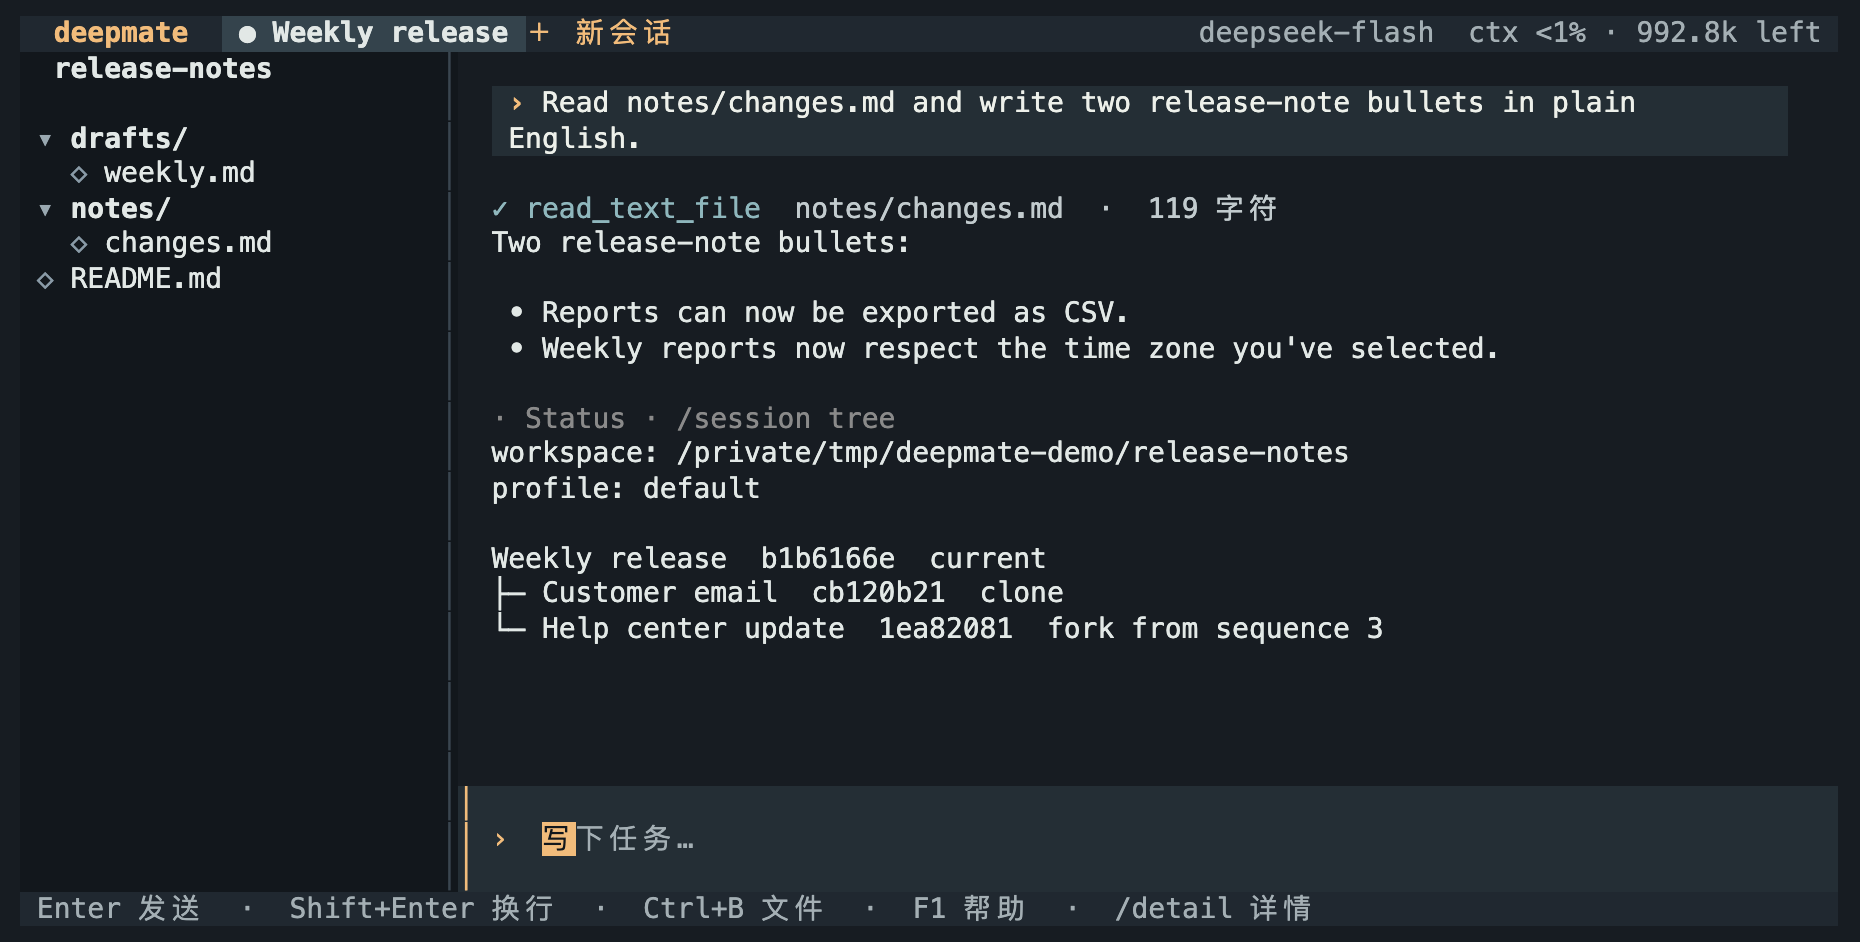 deepmate ● Weekly release + 新会话 deepseek-flash ctx <1% · 992.8k left
release-notes
▾ drafts/
◇ weekly.md
▾ notes/
◇ changes.md
◇ README.md
› Read notes/changes.md and write two release-note bullets in plain
English.
✓ read_text_file notes/changes.md · 119 字符
Two release-note bullets:
• Reports can now be exported as CSV.
• Weekly reports now respect the time zone you've selected.
· Status · /session tree
workspace: /private/tmp/deepmate-demo/release-notes
profile: default
Weekly release b1b6166e current
├─ Customer email cb120b21 clone
└─ Help center update 1ea82081 fork from sequence 3
› 写下任务…
Enter 发送 · Shift+Enter 换行 · Ctrl+B 文件 · F1 帮助 · /detail 详情